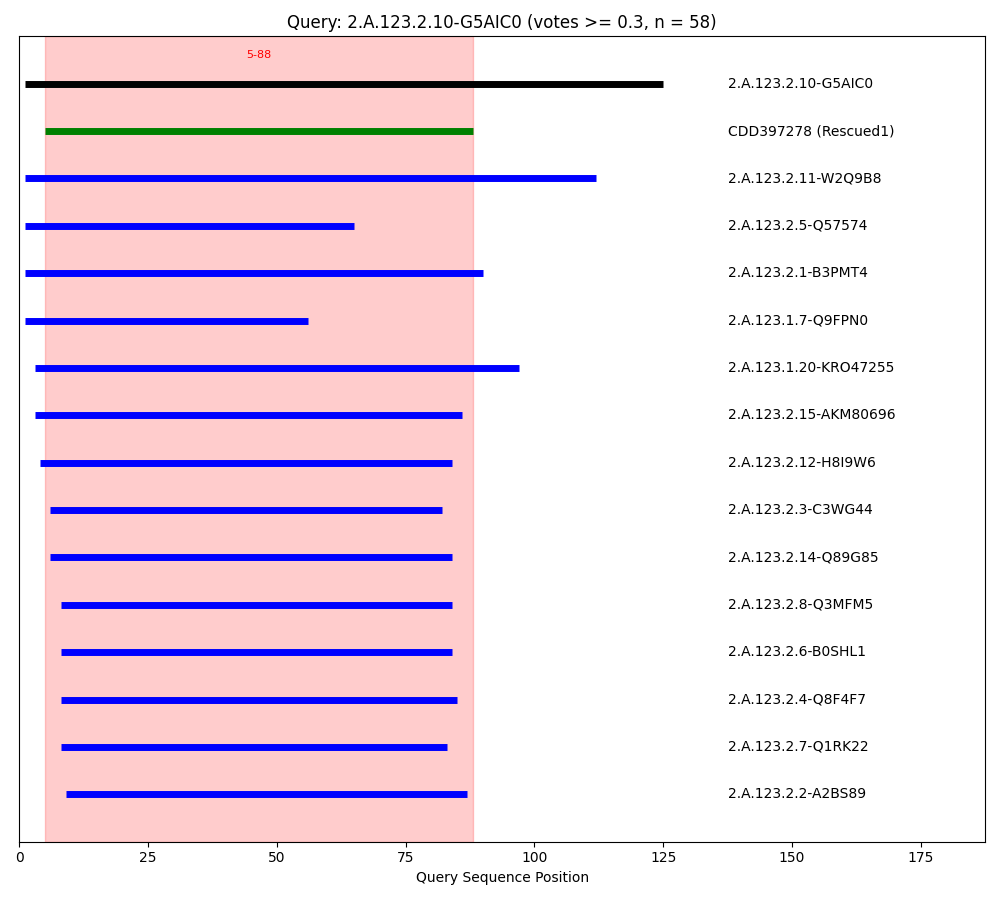 Query: 2.A.123.2.10-G5AIC0 (votes >= 0.3, n = 58)
5-88
2.A.123.2.10-G5AIC0
CDD397278 (Rescued1)
2.A.123.2.11-W2Q9B8
2.A.123.2.5-Q57574
2.A.123.2.1-B3PMT4
2.A.123.1.7-Q9FPN0
2.A.123.1.20-KRO47255
2.A.123.2.15-AKM80696
2.A.123.2.12-H8I9W6
2.A.123.2.3-C3WG44
2.A.123.2.14-Q89G85
2.A.123.2.8-Q3MFM5
2.A.123.2.6-B0SHL1
2.A.123.2.4-Q8F4F7
2.A.123.2.7-Q1RK22
2.A.123.2.2-A2BS89
0 25 50 75 100 125 150 175
Query Sequence Position